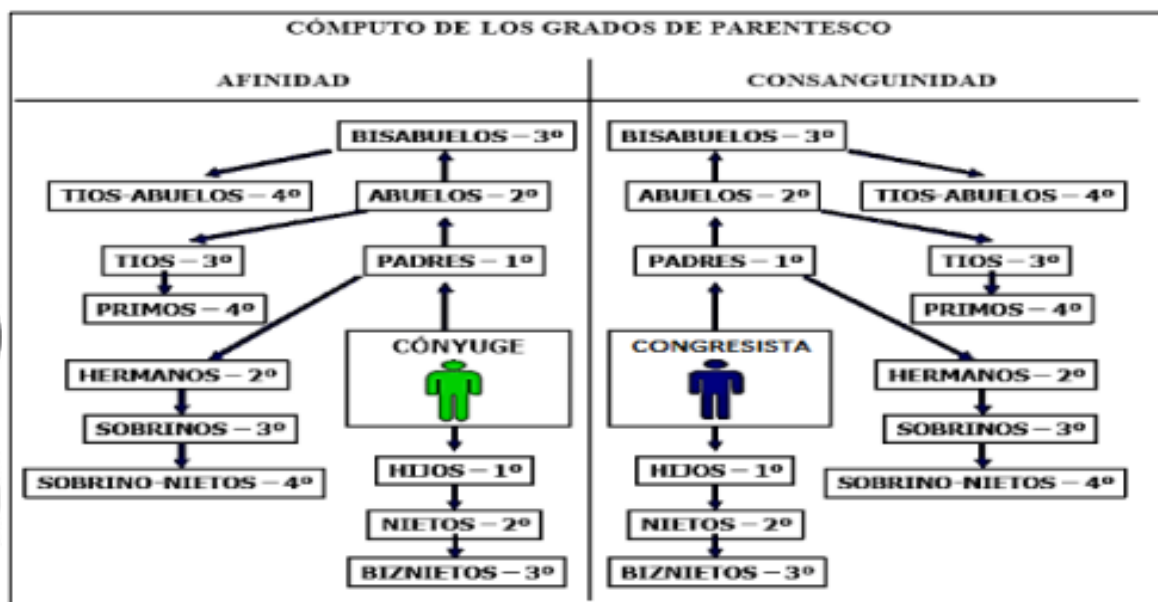 CÓMPUTO DE LOS GRADOS DE PARENTESCO
AFINIDAD
BISABUELOS – 3º
TIOS-ABUELOS – 4º
ABUELOS – 2º
TIOS – 3º
PADRES – 1º
PRIMOS – 4º
CÓNYUGE
HERMANOS – 2º
SOBRINOS – 3º
HIJOS – 1º
SOBRINO-NIETOS – 4º
NIETOS – 2º
BIZNIETOS – 3º
CONSANGUINIDAD
BISABUELOS – 3º
ABUELOS – 2º
TIOS-ABUELOS – 4º
PADRES – 1º
TIOS – 3º
PRIMOS – 4º
CONGRESISTA
HERMANOS – 2º
SOBRINOS – 3º
HIJOS – 1º
SOBRINO-NIETOS – 4º
NIETOS – 2º
BIZNIETOS – 3º